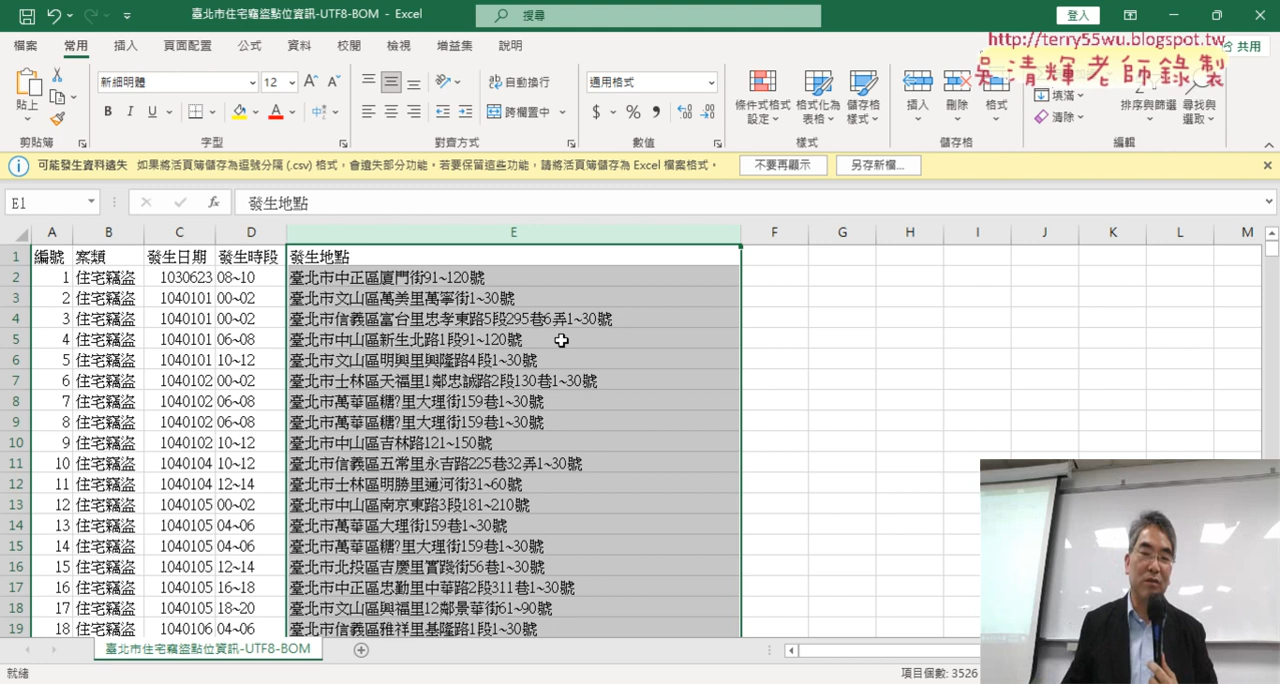 臺北市住宅竊盜點位資訊-UTF8-BOM - Excel
搜尋
登入
檔案 常用 插入 頁面配置 公式 資料 校閱 檢視 增益集 說明
共用
http://terry55wu.blogspot.tw
吳清輝老師錄製
貼上
新細明體 12
自動換行
通用格式
條件式格式設定
格式化為表格
儲存格樣式
插入 刪除 格式
填滿
清除
排序與篩選
尋找與選取
B I U
跨欄置中
$ %
剪貼簿 字型 對齊方式 數值 樣式 儲存格 編輯
可能發生資料遺失 如果將活頁簿儲存為逗號分隔 (.csv) 格式，會遺失部分功能。若要保留這些功能，請將活頁簿儲存為 Excel 檔案格式。 不要再顯示 另存新檔...
E1 fx 發生地點
A B C D E F G H I J K L M
1 編號 案類 發生日期 發生時段 發生地點
2 1 住宅竊盜 1030623 08~10 臺北市中正區廈門街91~120號
3 2 住宅竊盜 1040101 00~02 臺北市文山區萬美里萬寧街1~30號
4 3 住宅竊盜 1040101 00~02 臺北市信義區富台里忠孝東路5段295巷6弄1~30號
5 4 住宅竊盜 1040101 06~08 臺北市中山區新生北路1段91~120號
6 5 住宅竊盜 1040101 10~12 臺北市文山區明興里興隆路4段1~30號
7 6 住宅竊盜 1040102 00~02 臺北市士林區天福里1鄰忠誠路2段130巷1~30號
8 7 住宅竊盜 1040102 06~08 臺北市萬華區糖?里大理街159巷1~30號
9 8 住宅竊盜 1040102 06~08 臺北市萬華區糖?里大理街159巷1~30號
10 9 住宅竊盜 1040102 10~12 臺北市中山區吉林路121~150號
11 10 住宅竊盜 1040104 10~12 臺北市信義區五常里永吉路225巷32弄1~30號
12 11 住宅竊盜 1040104 12~14 臺北市士林區明勝里通河街31~60號
13 12 住宅竊盜 1040105 00~02 臺北市中山區南京東路3段181~210號
14 13 住宅竊盜 1040105 04~06 臺北市萬華區大理街159巷1~30號
15 14 住宅竊盜 1040105 04~06 臺北市萬華區糖?里大理街159巷1~30號
16 15 住宅竊盜 1040105 12~14 臺北市北投區吉慶里實踐街56巷1~30號
17 16 住宅竊盜 1040105 16~18 臺北市中正區忠勤里中華路2段311巷1~30號
18 17 住宅竊盜 1040105 18~20 臺北市文山區興福里12鄰景華街61~90號
19 18 住宅竊盜 1040106 04~06 臺北市信義區雅祥里基隆路1段1~30號
臺北市住宅竊盜點位資訊-UTF8-BOM
就緒 項目個數: 3526